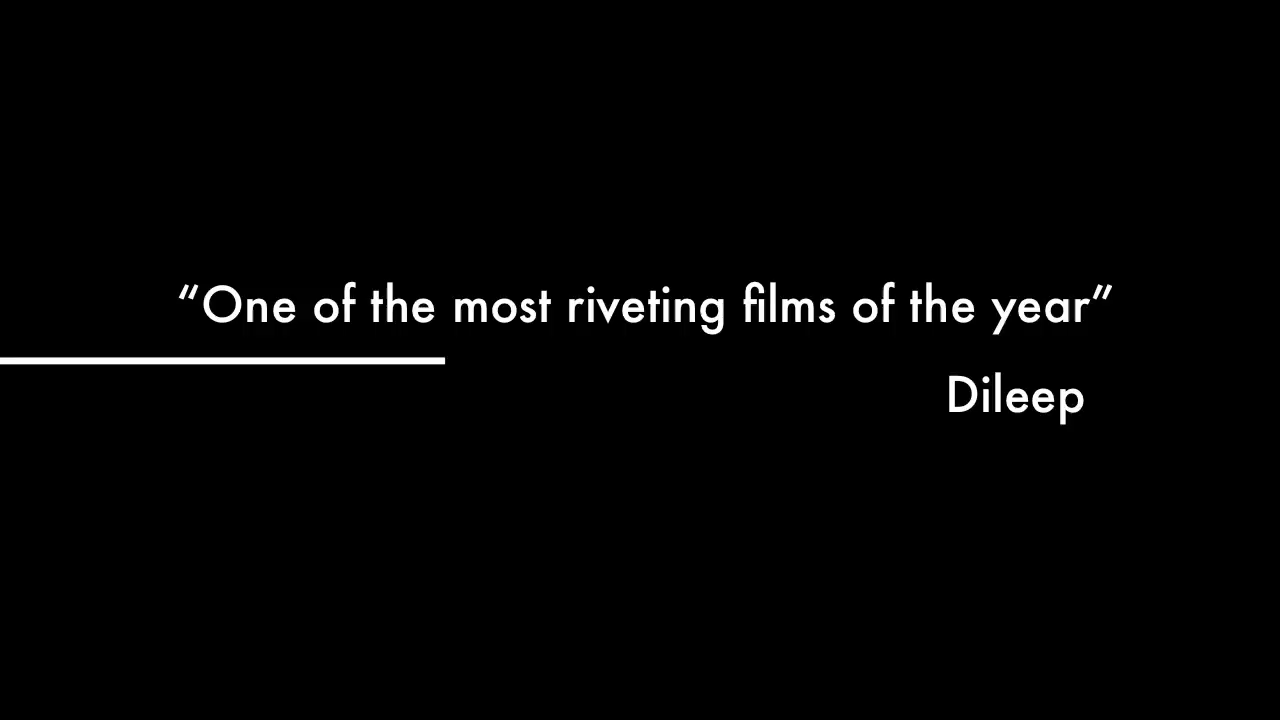 “One of the most riveting films of the year”
Dileep